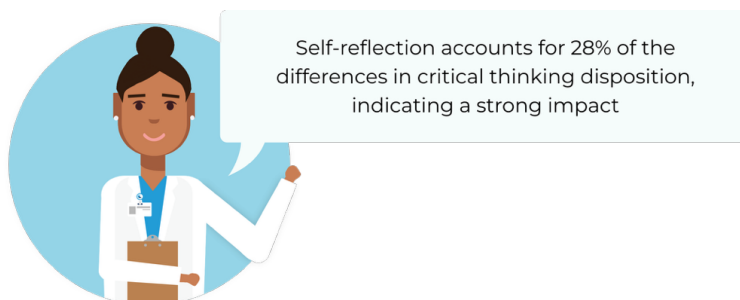 Self-reflection accounts for 28% of the
differences in critical thinking disposition,
indicating a strong impact